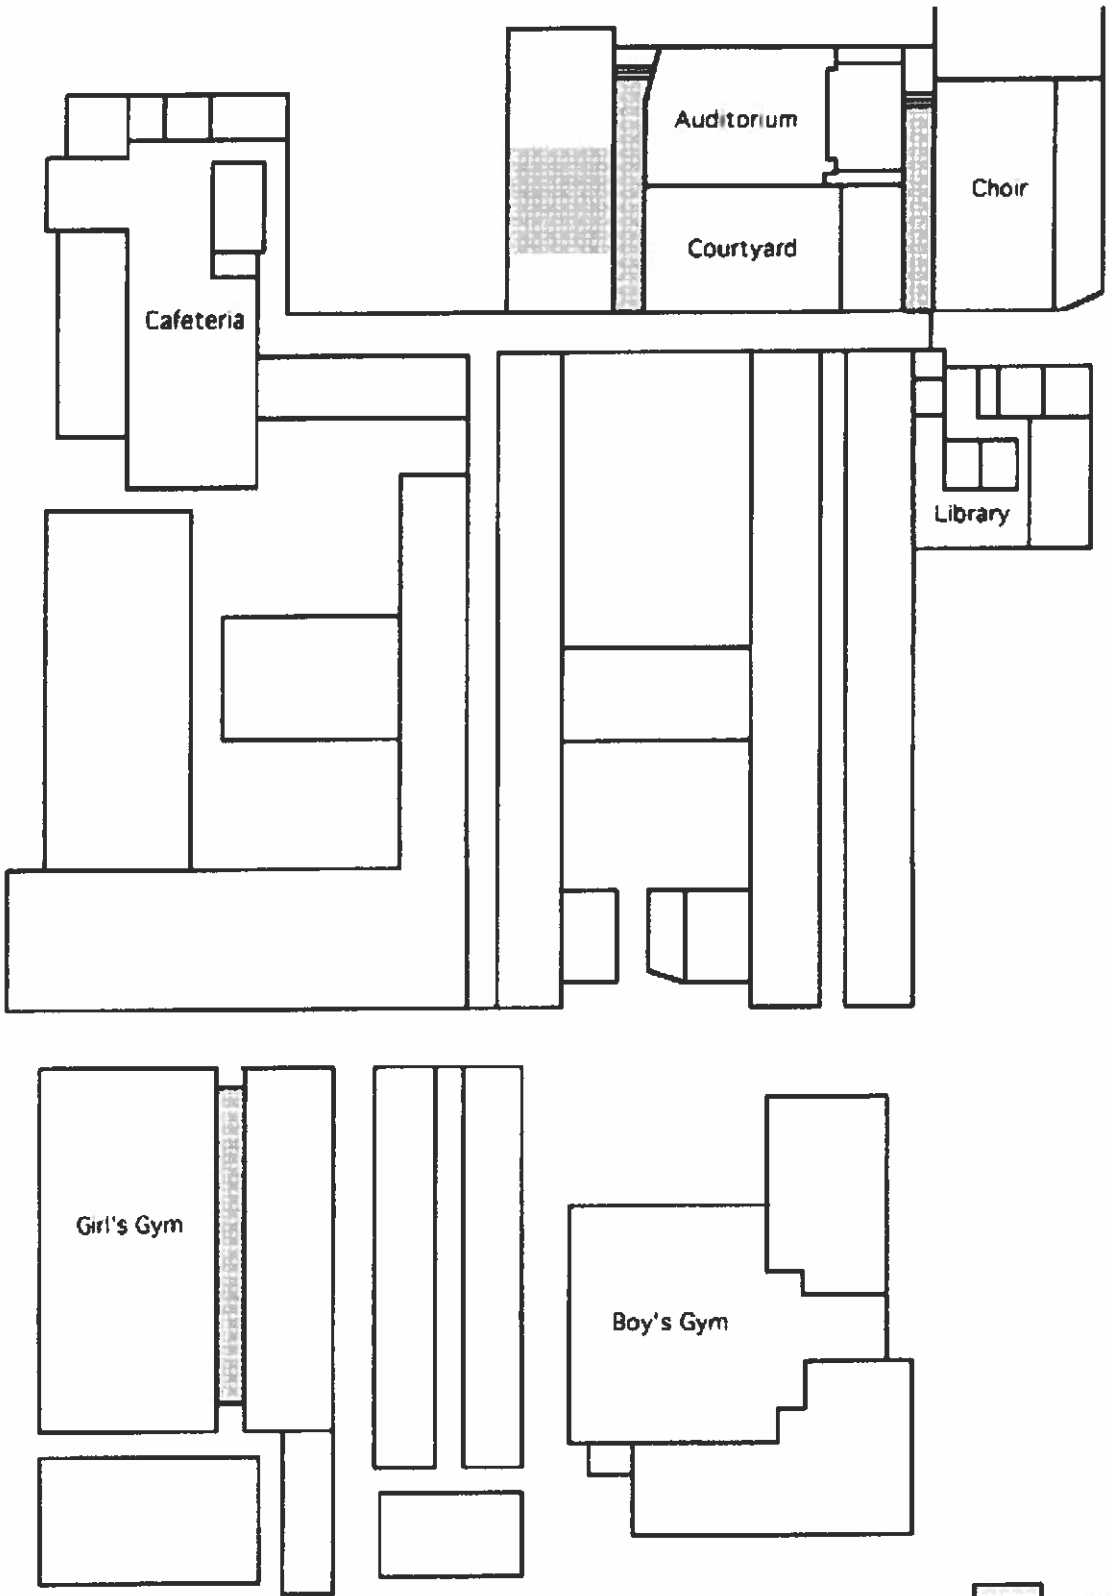 Auditorium
Choir
Courtyard
Cafeteria
Library
Girl's Gym
Boy's Gym